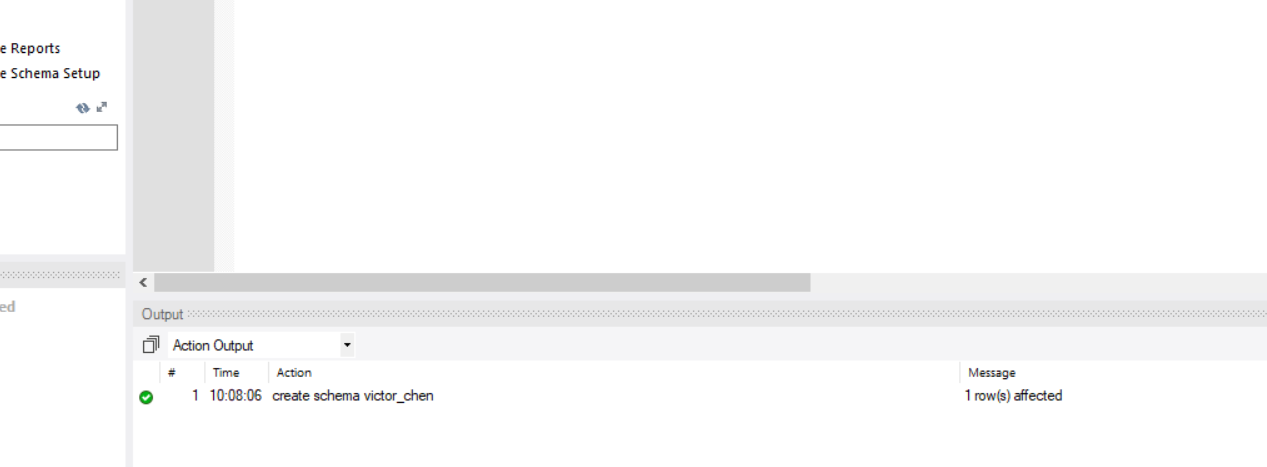 e Reports
e Schema Setup
ed
Output
Action Output
# Time Action Message
1 10:08:06 create schema victor_chen 1 row(s) affected